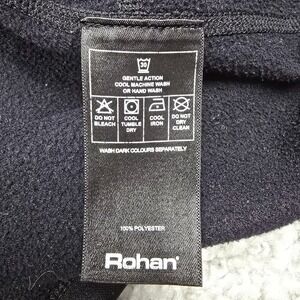 30
GENTLE ACTION
COOL MACHINE WASH
OR HAND WASH
DO NOT BLEACH
COOL TUMBLE DRY
COOL IRON
DO NOT DRY CLEAN
WASH DARK COLOURS SEPARATELY
100% POLYESTER
Rohan